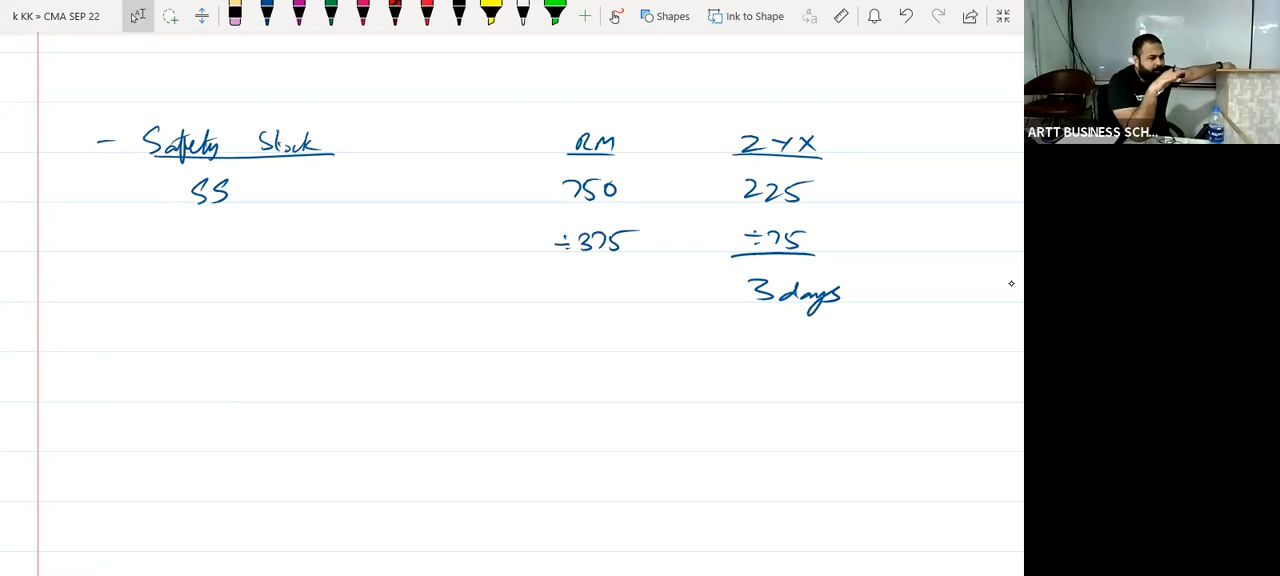 k KK » CMA SEP 22
Shapes
Ink to Shape
ARTT BUSINESS SCH...
- Safety Stock RM ZYX
SS 750 225
÷375 ÷75
3 days